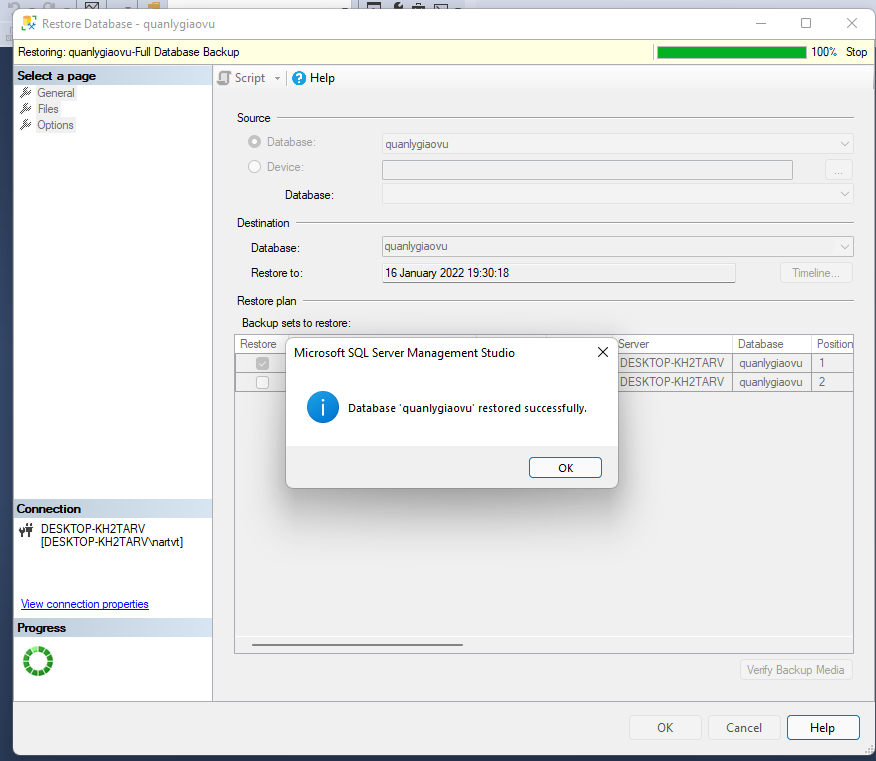 Restore Database - quanlygiaovu
Restoring: quanlygiaovu-Full Database Backup
100%
Stop
Select a page
General
Files
Options
Script
Help
Source
Database:
quanlygiaovu
Device:
...
Database:
Destination
Database:
quanlygiaovu
Restore to:
16 January 2022 19:30:18
Timeline...
Restore plan
Backup sets to restore:
Restore Server Database Position
DESKTOP-KH2TARV quanlygiaovu 1
DESKTOP-KH2TARV quanlygiaovu 2
Microsoft SQL Server Management Studio
Database 'quanlygiaovu' restored successfully.
OK
Connection
DESKTOP-KH2TARV
[DESKTOP-KH2TARV\nartvt]
View connection properties
Progress
Verify Backup Media
OK
Cancel
Help